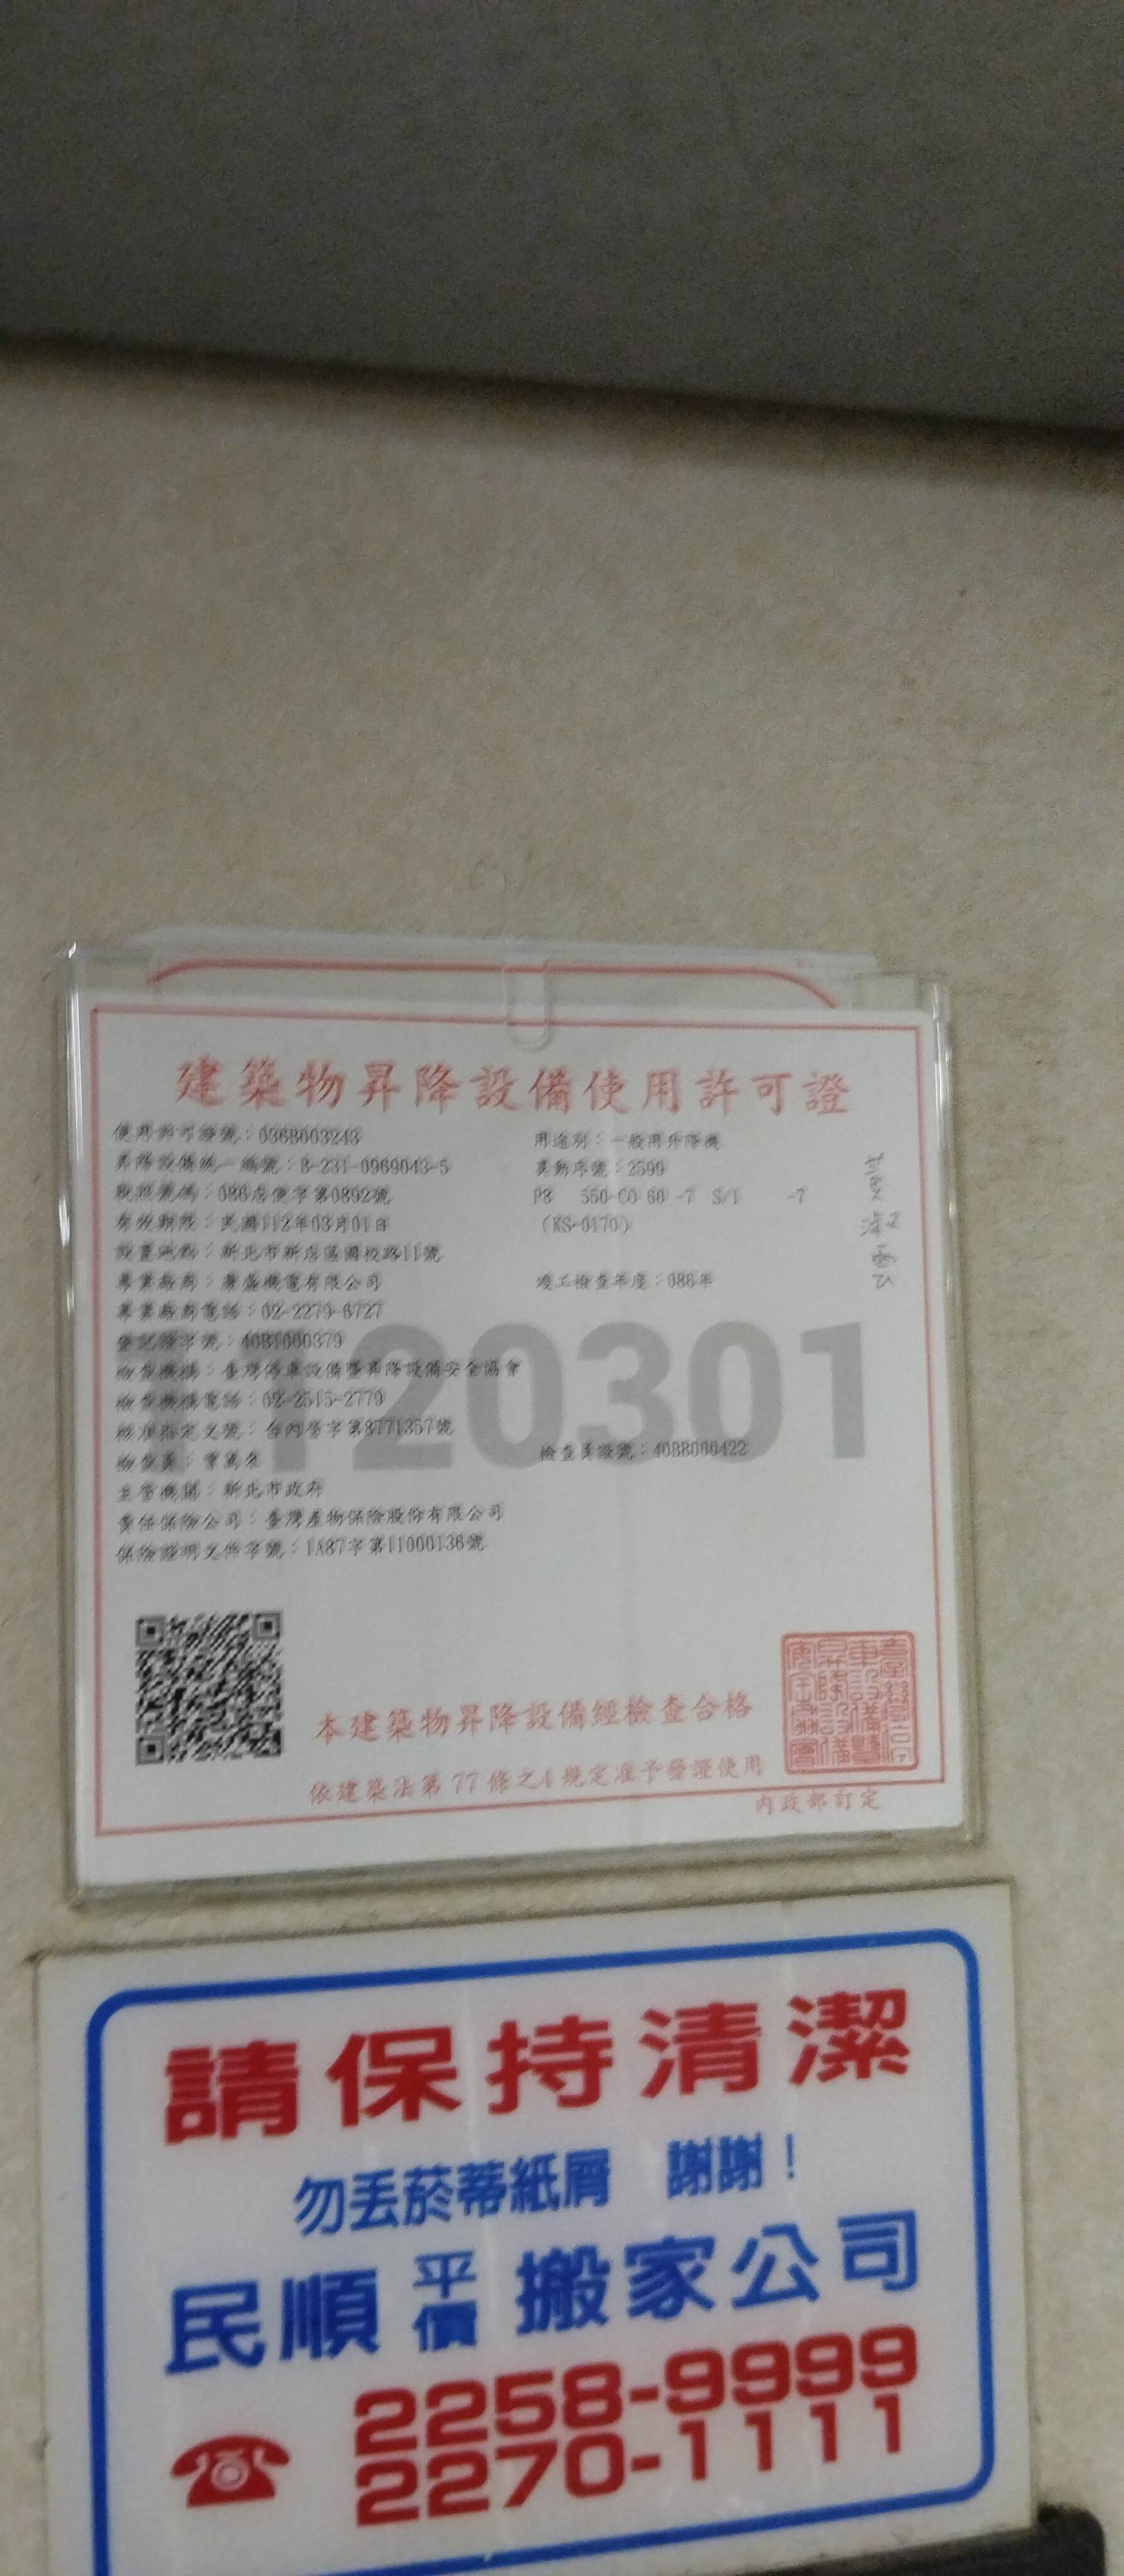 建築物昇降設備使用許可證
使用許可證號：036B003243
用途別：一般用升降機
昇降設備統一編號：B-231-0969043-5
異動序號：2599
執照號碼：086店使字第0892號
P8 550-CO 60 -7 S/T -7
有效期限：民國112年03月01日
(KS-0170)
設置地點：新北市新店區國校路11號
專業廠商：廣盛機電有限公司
竣工檢查年度：086年
專業廠商電話：02-2279-6727
登記證字號：40B1000379
檢查機構：臺灣停車設備暨昇降設備安全協會
檢查機構電話：02-2515-2779
核准指定文號：台內營字第8771357號
檢查員：
檢查員證號：40BB000422
主管機關：新北市政府
責任保險公司：臺灣產物保險股份有限公司
保險證明文件字號：1A87字第11000136號
120301
本建築物昇降設備經檢查合格
依建築法第 77 條之4 規定准予發證使用
內政部訂定
請保持清潔
勿丟菸蒂紙屑 謝謝！
民順平價搬家公司
2258-9999
2270-1111